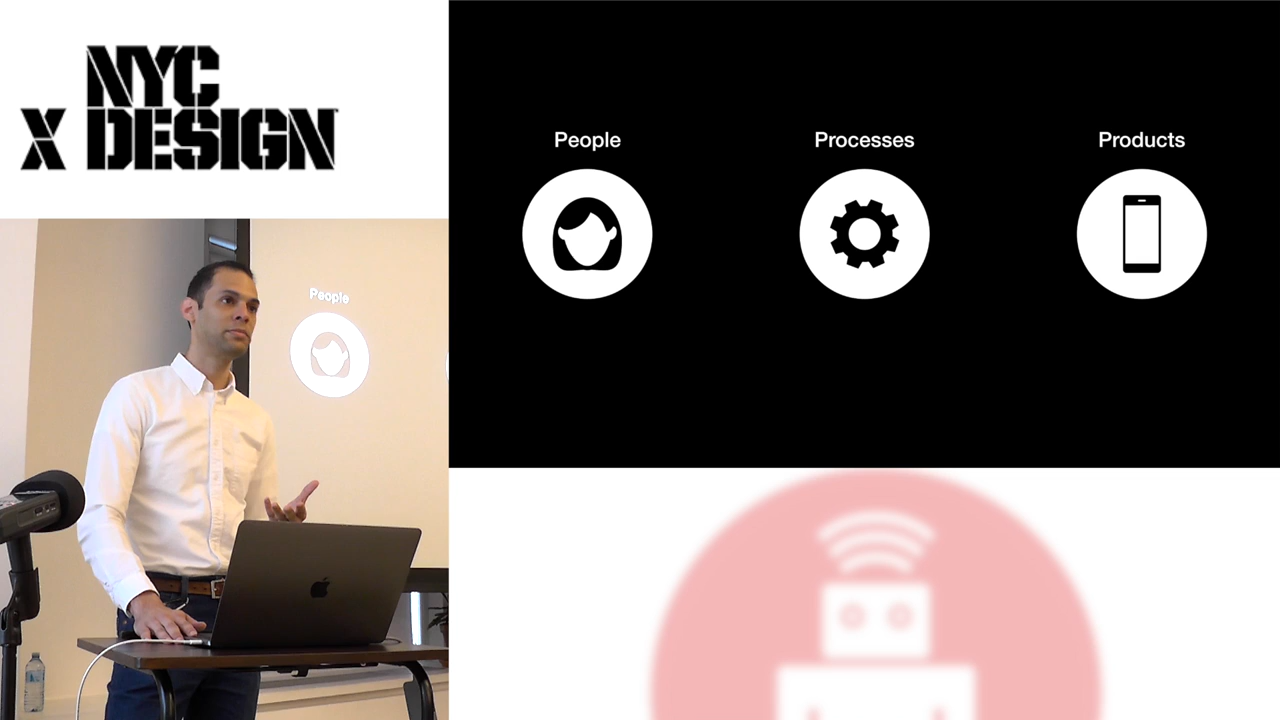 NYC
X DESIGN
People
Processes
Products
People